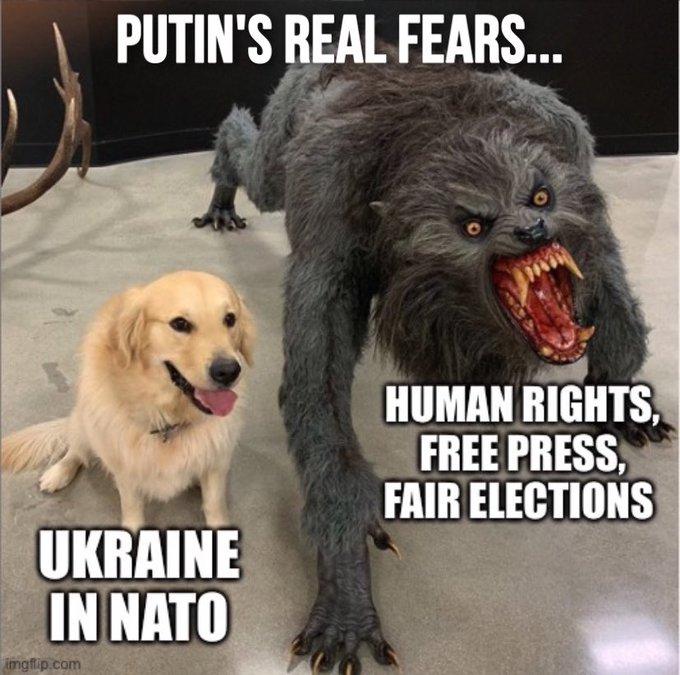 PUTIN'S REAL FEARS...
HUMAN RIGHTS,
FREE PRESS,
FAIR ELECTIONS
UKRAINE
IN NATO
imgflip.com